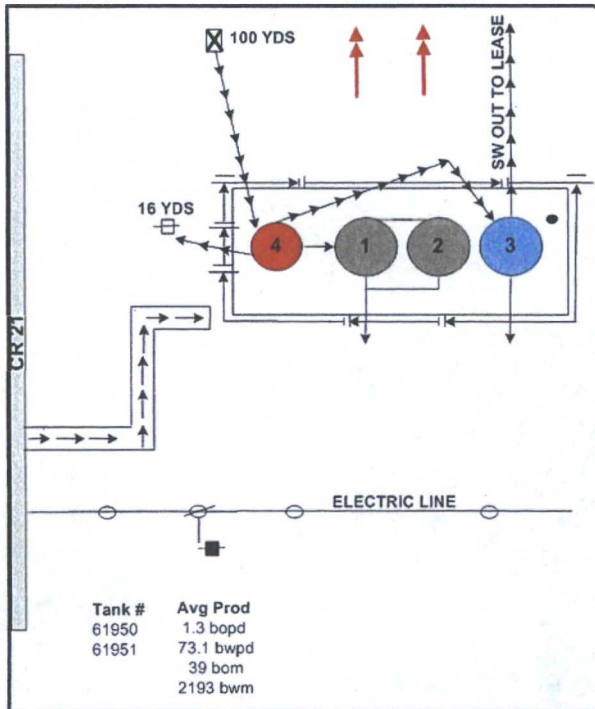 100 YDS
SW OUT TO LEASE
16 YDS
4
1
2
3
CR 21
ELECTRIC LINE
Tank # Avg Prod
61950 1.3 bopd
61951 73.1 bwpd
39 bom
2193 bwm